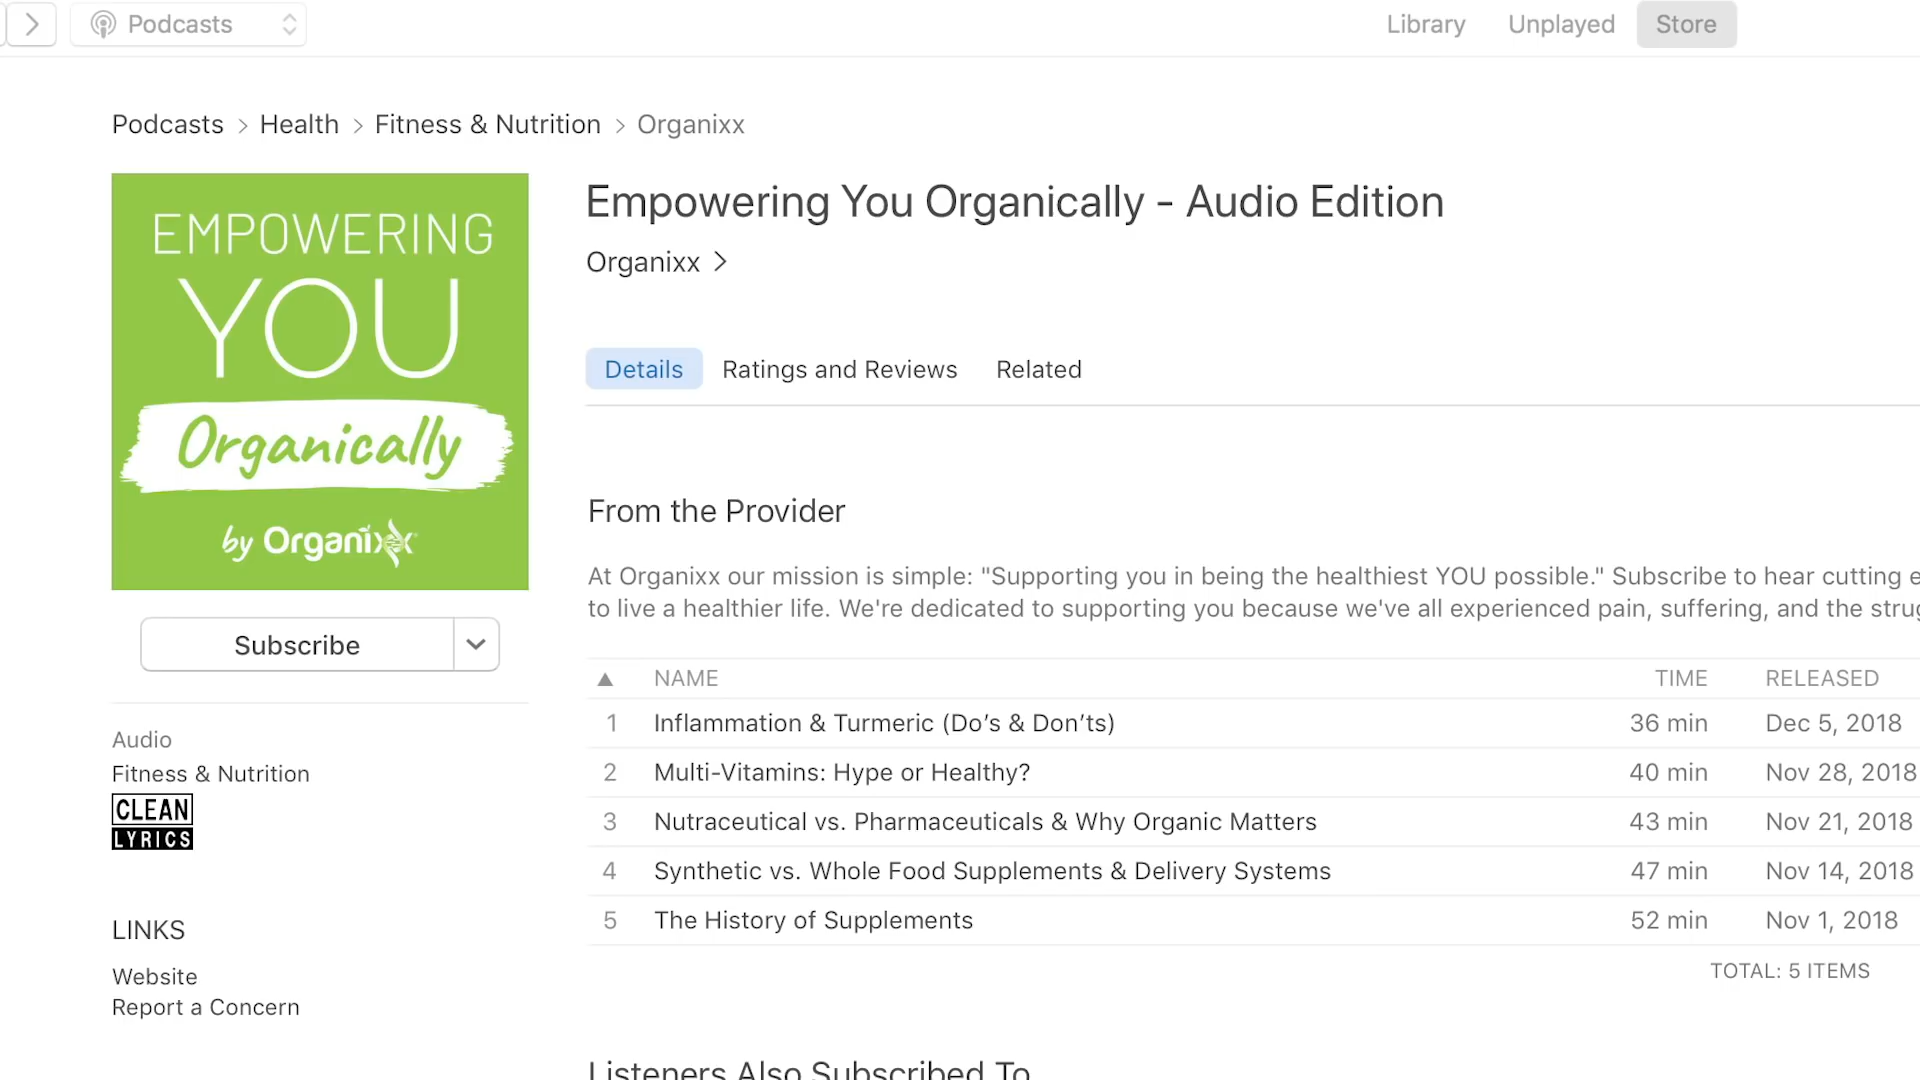 Podcasts
Library Unplayed Store
Podcasts > Health > Fitness & Nutrition > Organixx
EMPOWERING
YOU
Organically
by Organixx
Subscribe
Audio
Fitness & Nutrition
CLEAN
LYRICS
LINKS
Website
Report a Concern
Empowering You Organically - Audio Edition
Organixx >
Details Ratings and Reviews Related
From the Provider
At Organixx our mission is simple: "Supporting you in being the healthiest YOU possible." Subscribe to hear cutting
to live a healthier life. We're dedicated to supporting you because we've all experienced pain, suffering, and the
▲ NAME TIME RELEASED
1 Inflammation & Turmeric (Do’s & Don’ts) 36 min Dec 5, 2018
2 Multi-Vitamins: Hype or Healthy? 40 min Nov 28, 2018
3 Nutraceutical vs. Pharmaceuticals & Why Organic Matters 43 min Nov 21, 2018
4 Synthetic vs. Whole Food Supplements & Delivery Systems 47 min Nov 14, 2018
5 The History of Supplements 52 min Nov 1, 2018
TOTAL: 5 ITEMS
Listeners Also Subscribed To